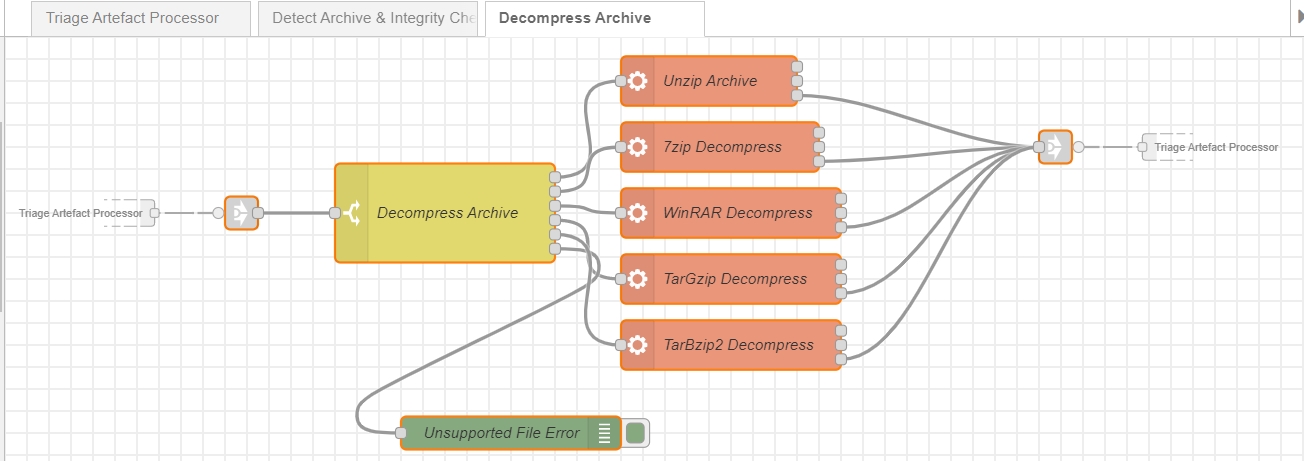 Triage Artefact Processor
Detect Archive & Integrity Che
Decompress Archive
Unzip Archive
7zip Decompress
Triage Artefact Processor
Triage Artefact Processor
Decompress Archive
WinRAR Decompress
TarGzip Decompress
TarBzip2 Decompress
Unsupported File Error